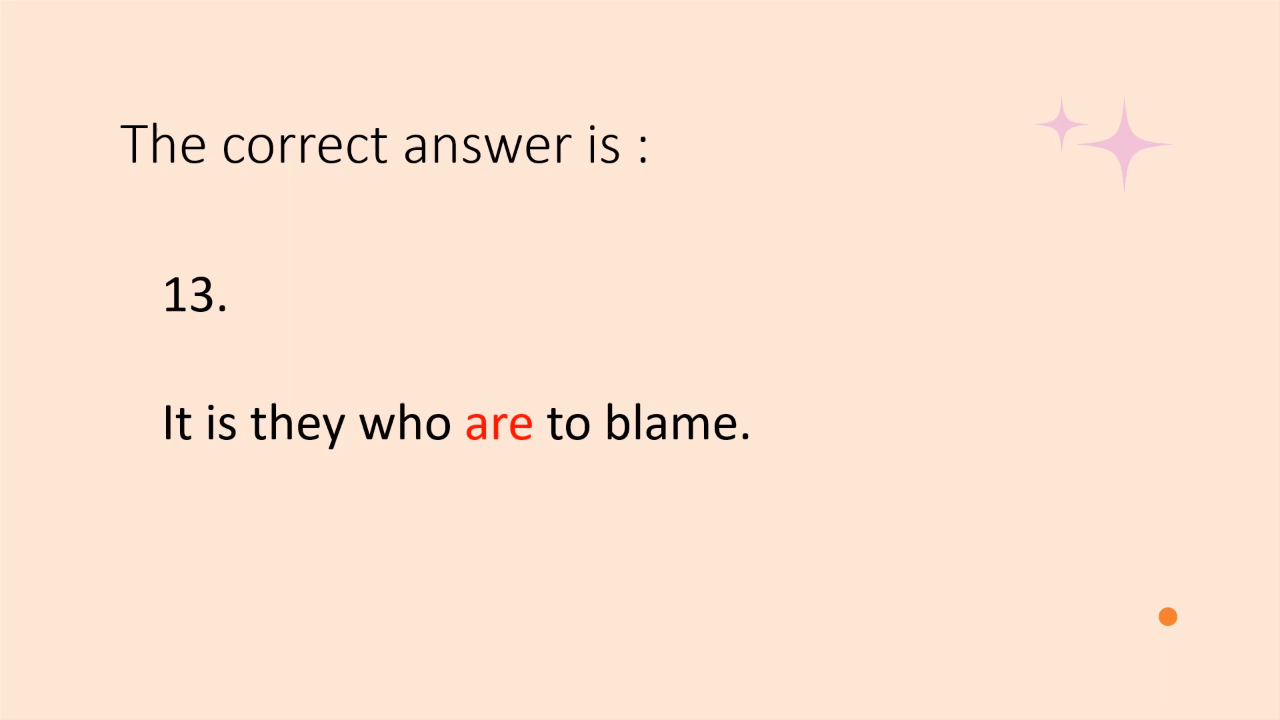 The correct answer is :
13.
It is they who are to blame.